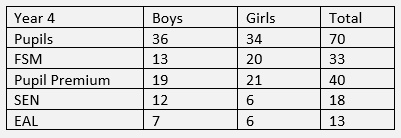 Year 4 Boys Girls Total
Pupils 36 34 70
FSM 13 20 33
Pupil Premium 19 21 40
SEN 12 6 18
EAL 7 6 13